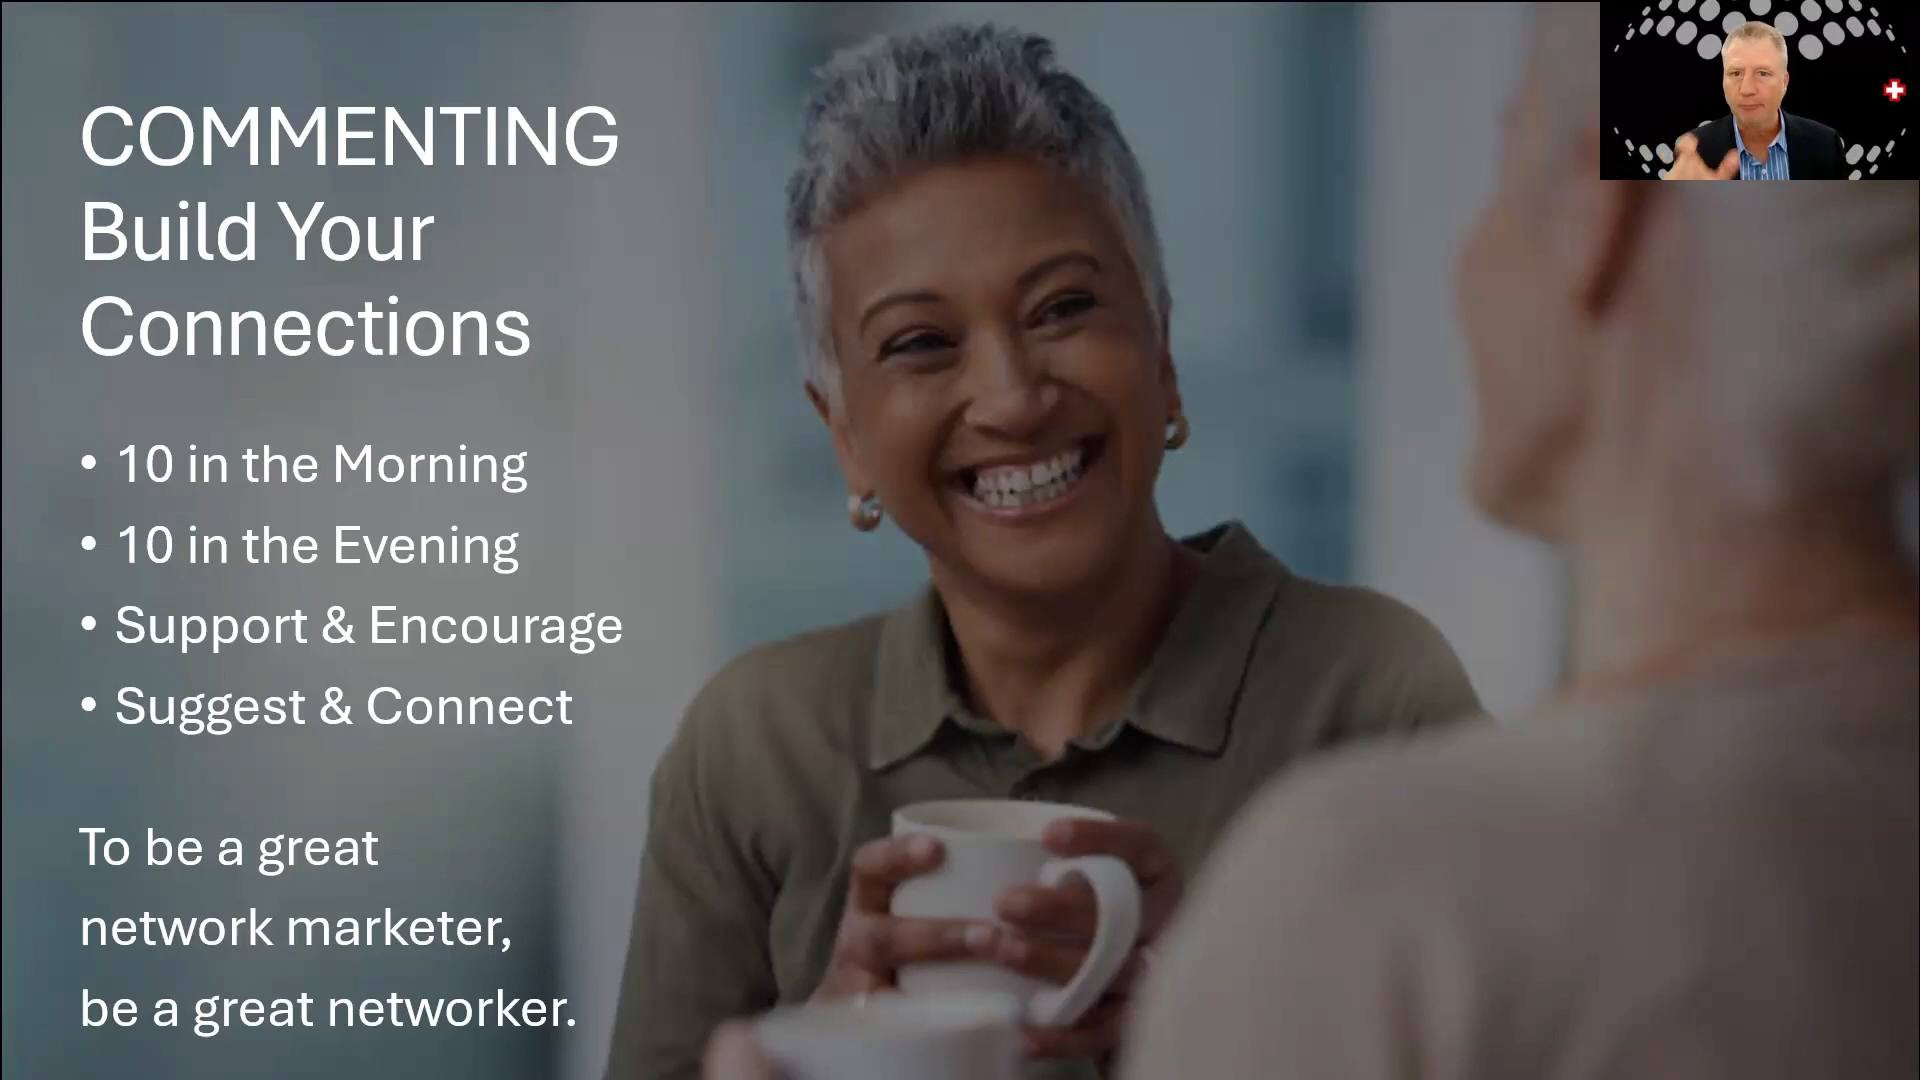 COMMENTING
Build Your
Connections
• 10 in the Morning
• 10 in the Evening
• Support & Encourage
• Suggest & Connect
To be a great
network marketer,
be a great networker.